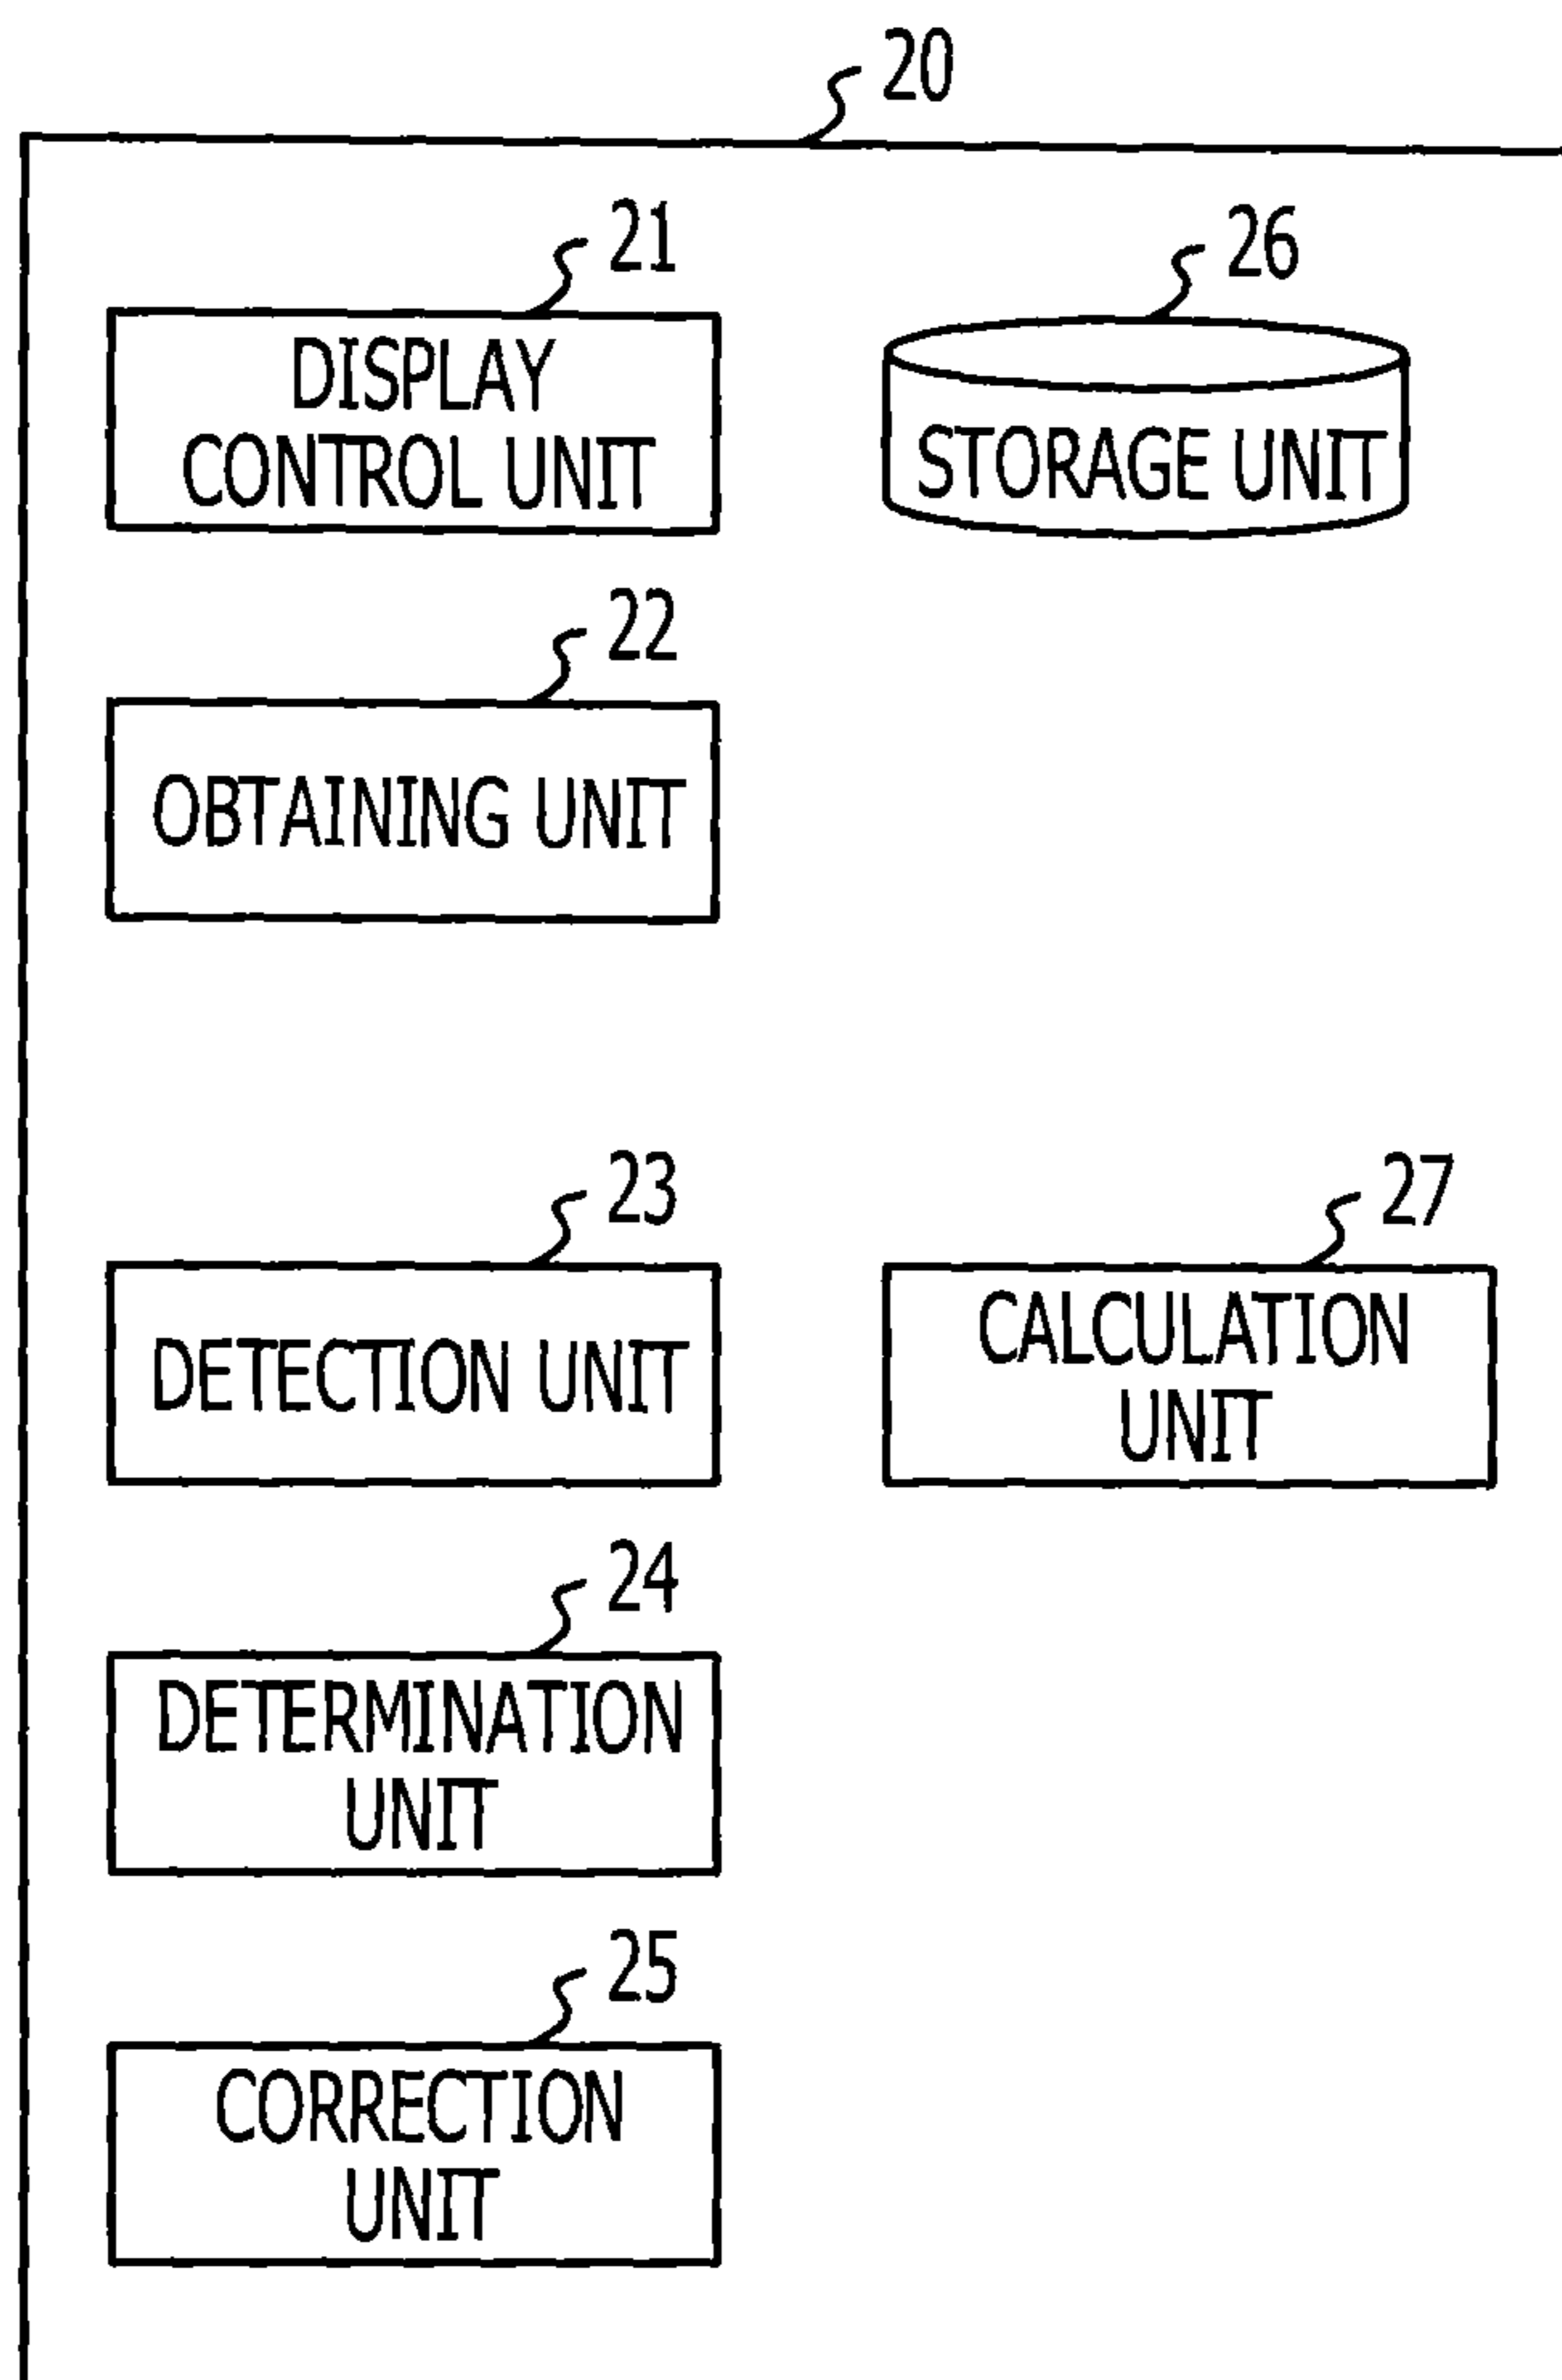 20
21
DISPLAY
CONTROL UNIT
26
STORAGE UNIT
22
OBTAINING UNIT
23
DETECTION UNIT
27
CALCULATION
UNIT
24
DETERMINATION
UNIT
25
CORRECTION
UNIT